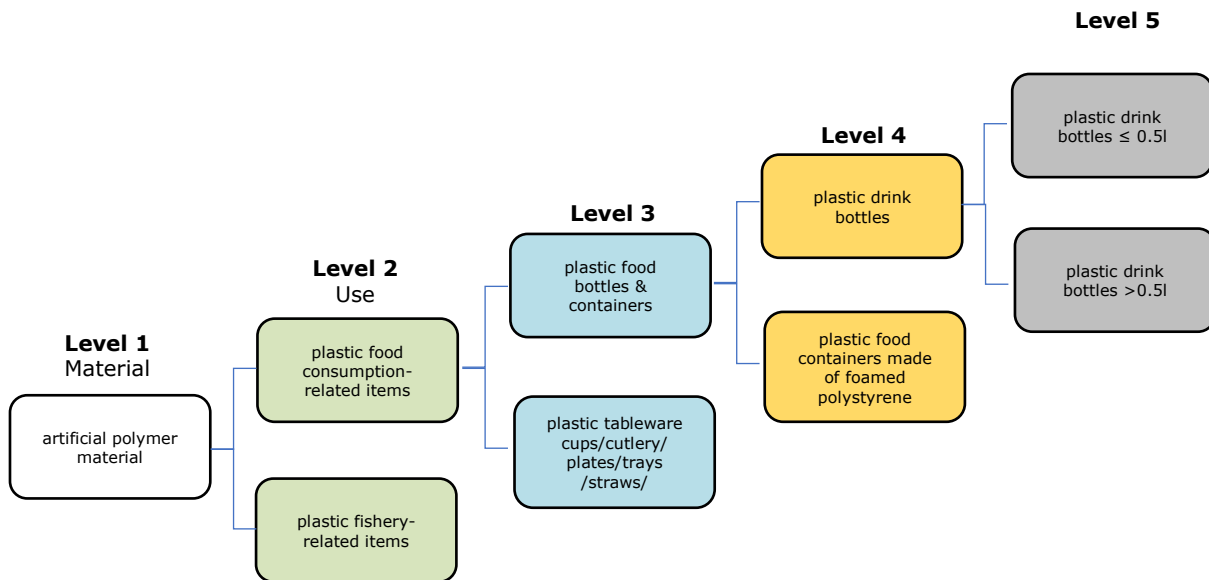 Level 1
Material
artificial polymer
material
Level 2
Use
plastic food
consumption-
related items
plastic fishery-
related items
Level 3
plastic food
bottles &
containers
plastic tableware
cups/cutlery/
plates/trays
/straws/
Level 4
plastic drink
bottles
plastic food
containers made
of foamed
polystyrene
Level 5
plastic drink
bottles ≤ 0.5l
plastic drink
bottles >0.5l